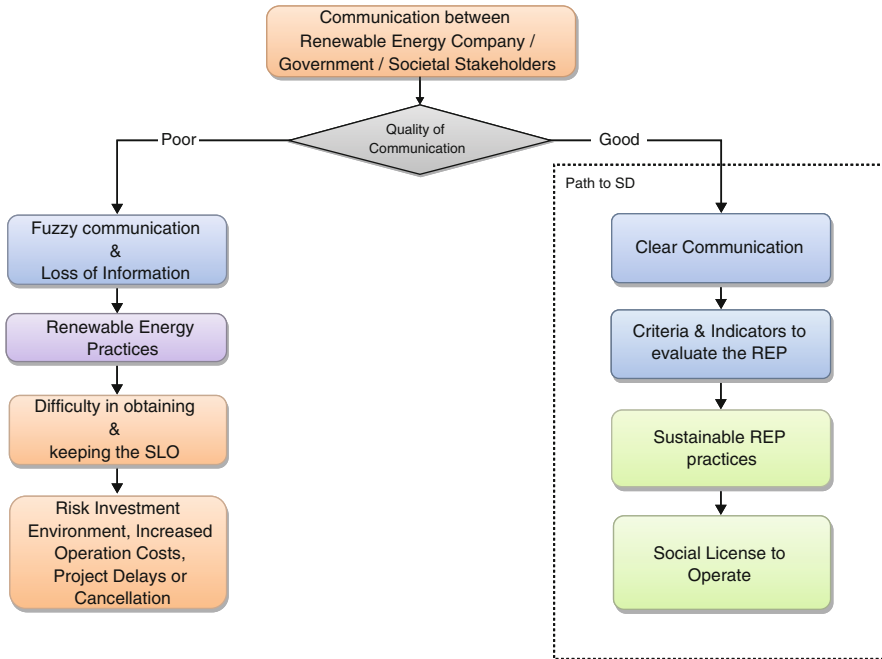 Communication between
Renewable Energy Company /
Government / Societal Stakeholders
Quality of
Communication
Poor
Good
Path to SD
Fuzzy communication
&
Loss of Information
Renewable Energy
Practices
Difficulty in obtaining
&
keeping the SLO
Risk Investment
Environment, Increased
Operation Costs,
Project Delays or
Cancellation
Clear Communication
Criteria & Indicators to
evaluate the REP
Sustainable REP
practices
Social License to
Operate